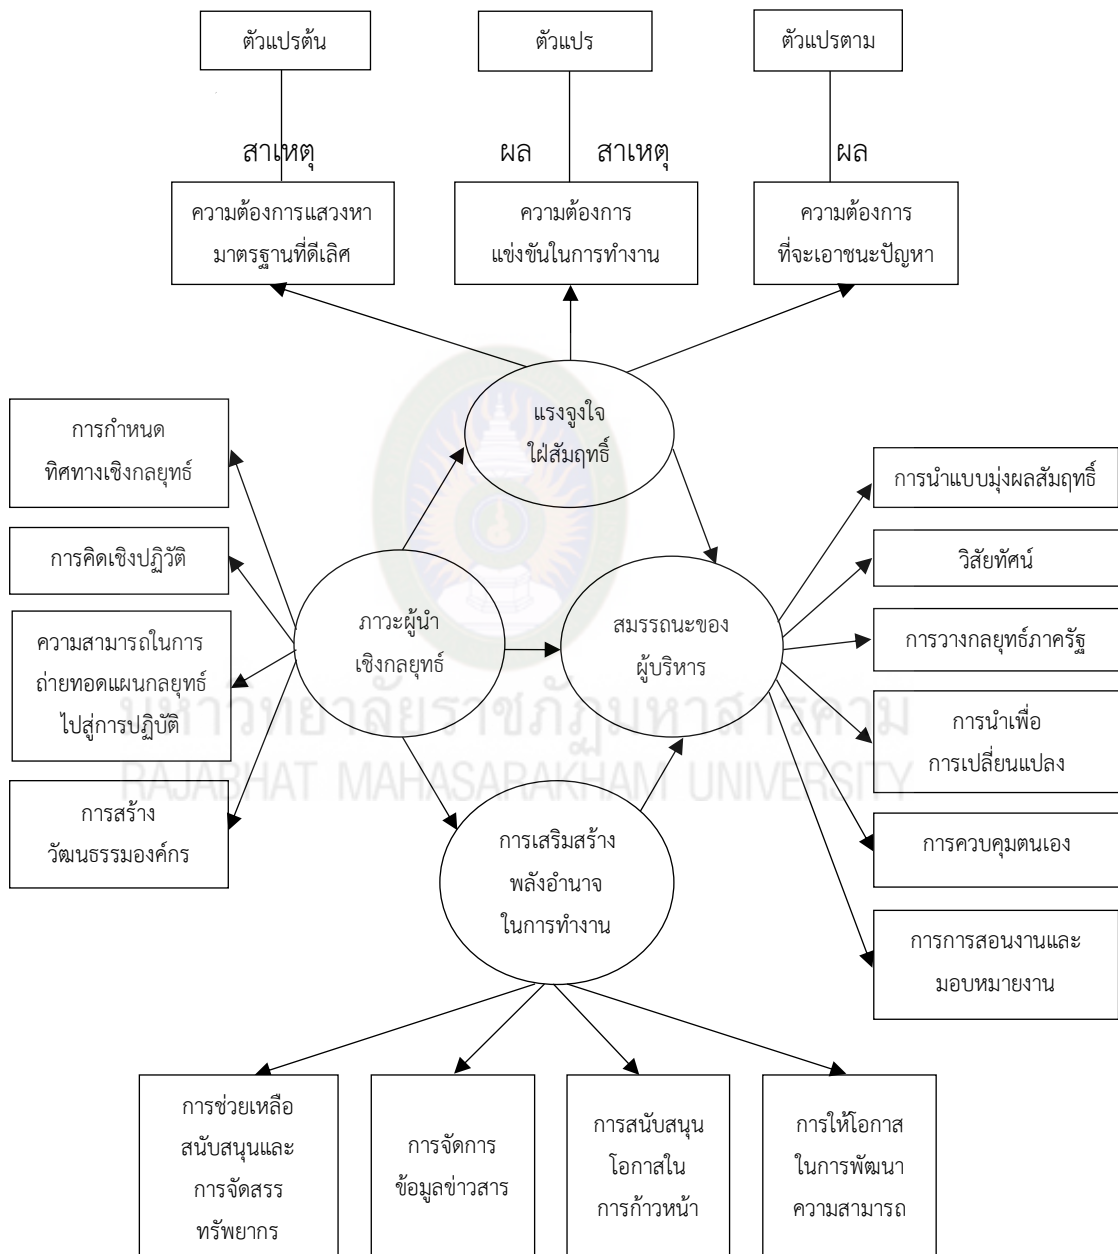 ตัวแปรต้น
ตัวแปร
ตัวแปรตาม
สาเหตุ
ผล
สาเหตุ
ผล
ความต้องการแสวงหา
มาตรฐานที่ดีเลิศ
ความต้องการ
แข่งขันในการทำงาน
ความต้องการ
ที่จะเอาชนะปัญหา
แรงจูงใจ
ใฝ่สัมฤทธิ์
การกำหนด
ทิศทางเชิงกลยุทธ์
การคิดเชิงปฏิวัติ
ความสามารถในการ
ถ่ายทอดแผนกลยุทธ์
ไปสู่การปฏิบัติ
การสร้าง
วัฒนธรรมองค์กร
ภาวะผู้นำ
เชิงกลยุทธ์
สมรรถนะของ
ผู้บริหาร
การนำแบบมุ่งผลสัมฤทธิ์
วิสัยทัศน์
การวางกลยุทธ์ภาครัฐ
การนำเพื่อ
การเปลี่ยนแปลง
การควบคุมตนเอง
การการสอนงานและ
มอบหมายงาน
มหาวิทยาลัยราชภัฏมหาสารคาม
RAJABHAT MAHASARAKHAM UNIVERSITY
การเสริมสร้าง
พลังอำนาจ
ในการทำงาน
การช่วยเหลือ
สนับสนุนและ
การจัดสรร
ทรัพยากร
การจัดการ
ข้อมูลข่าวสาร
การสนับสนุน
โอกาสใน
การก้าวหน้า
การให้โอกาส
ในการพัฒนา
ความสามารถ